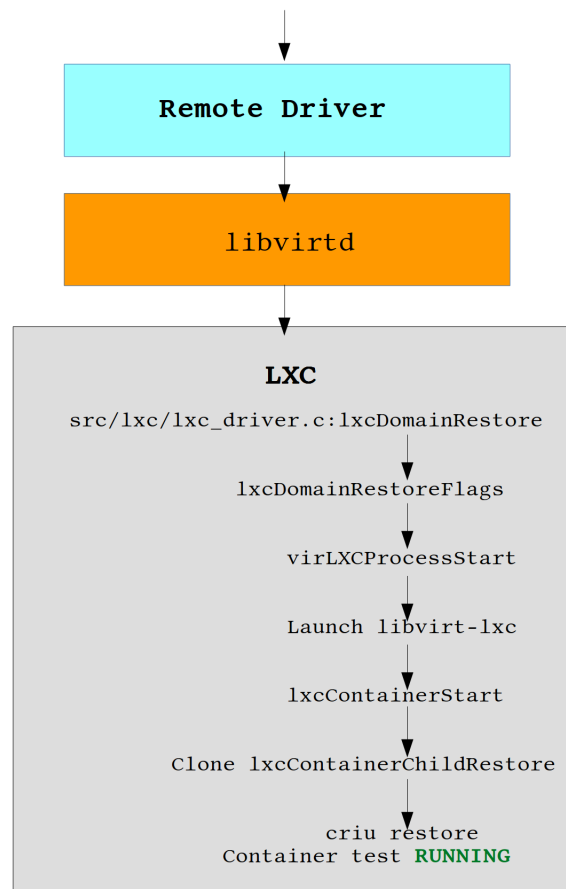 Remote Driver
libvirtd
LXC
src/lxc/lxc_driver.c:lxcDomainRestore
lxcDomainRestoreFlags
virLXCProcessStart
Launch libvirt-lxc
lxcContainerStart
Clone lxcContainerChildRestore
criu restore
Container test RUNNING